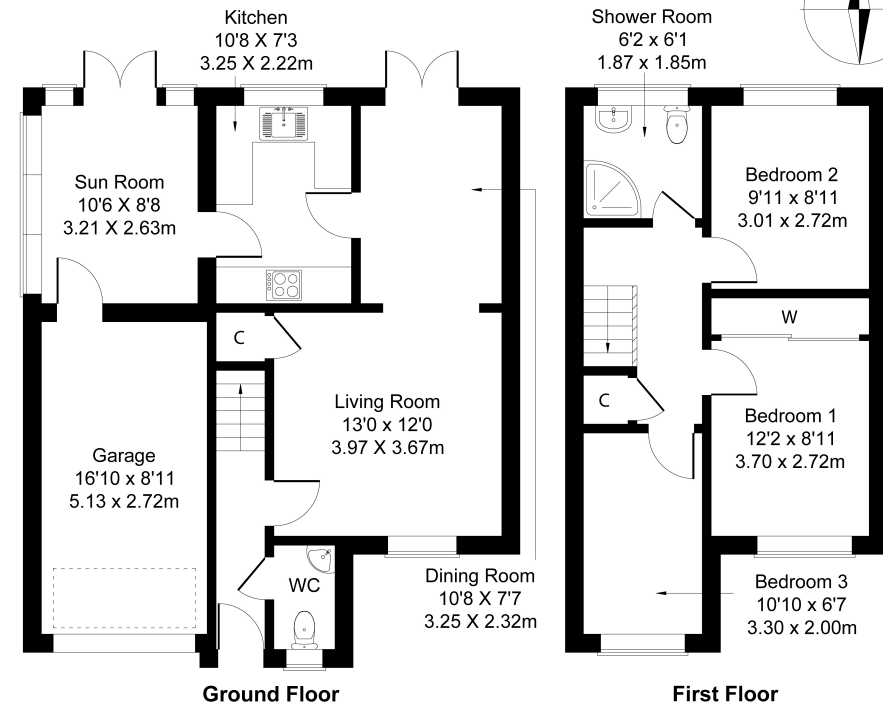 Kitchen
10'8 X 7'3
3.25 X 2.22m
Shower Room
6'2 x 6'1
1.87 x 1.85m
Sun Room
10'6 X 8'8
3.21 X 2.63m
Bedroom 2
9'11 x 8'11
3.01 x 2.72m
W
C
Living Room
13'0 x 12'0
3.97 X 3.67m
C
Bedroom 1
12'2 x 8'11
3.70 x 2.72m
Garage
16'10 x 8'11
5.13 x 2.72m
WC
Dining Room
10'8 X 7'7
3.25 X 2.32m
Bedroom 3
10'10 x 6'7
3.30 x 2.00m
Ground Floor
First Floor